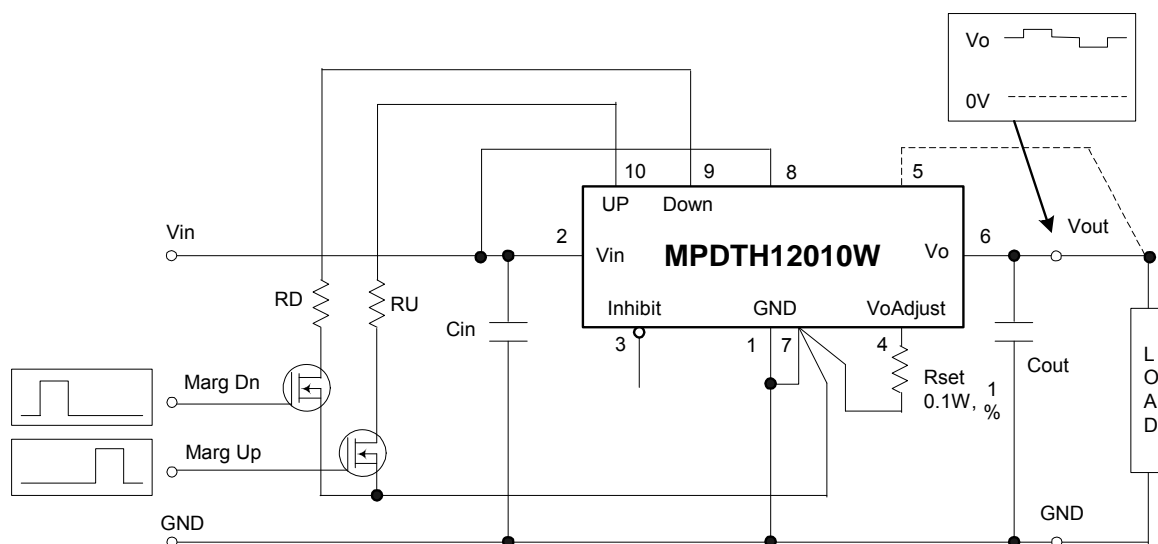 Vo
0V
10
9
8
5
UP
Down
Vin
2
Vin
MPDTH12010W
Vo
6
Vout
RD
RU
Cin
Inhibit
GND
VoAdjust
3
1
7
4
Rset
0.1W, 1
%
Cout
LOAD
Marg Dn
Marg Up
GND
GND